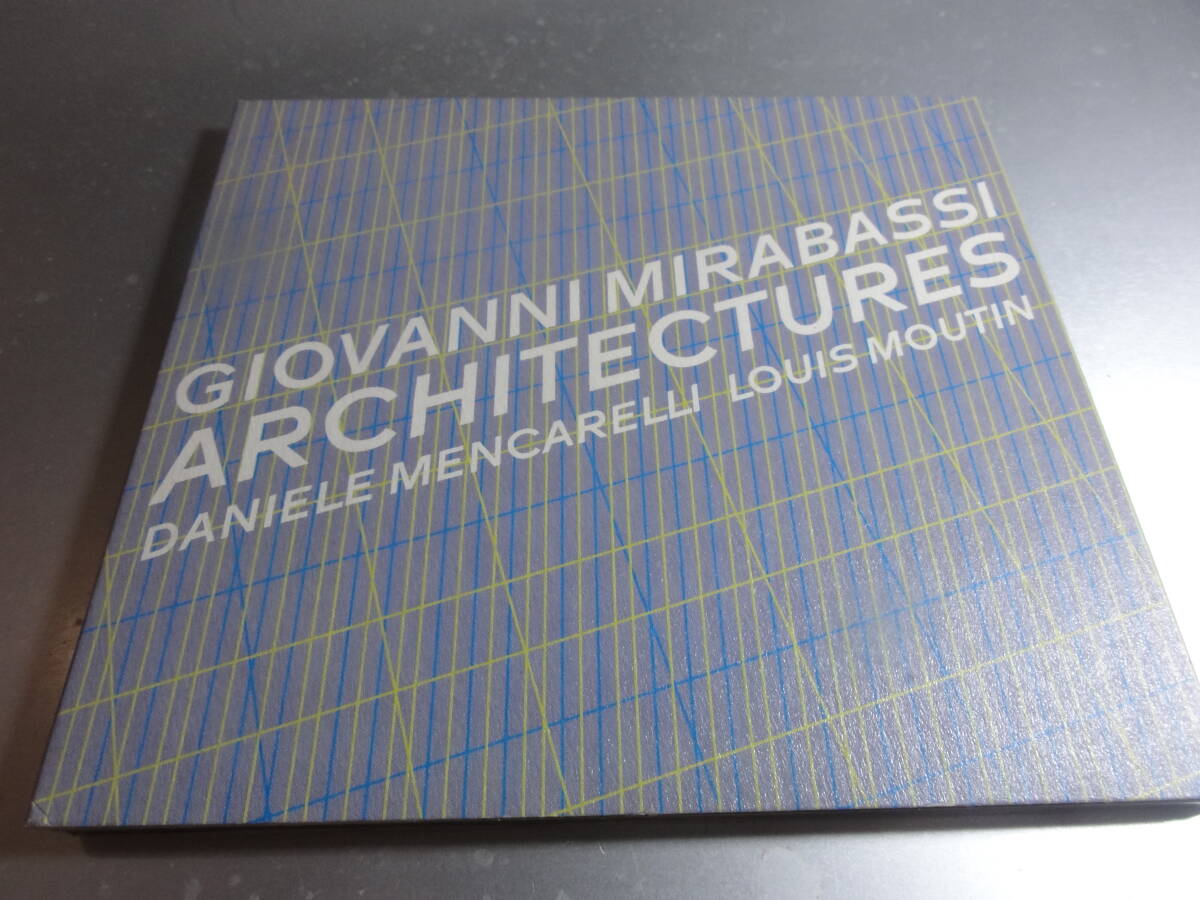 GIOVANNI MIRABASSI
ARCHITECTURES
DANIELE MENCARELLI LOUIS MOUTIN